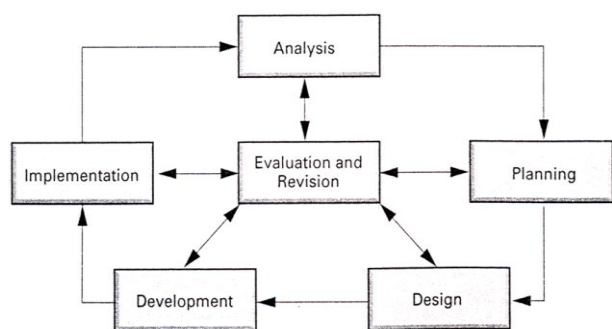 Analysis
Implementation
Evaluation and
Revision
Planning
Development
Design